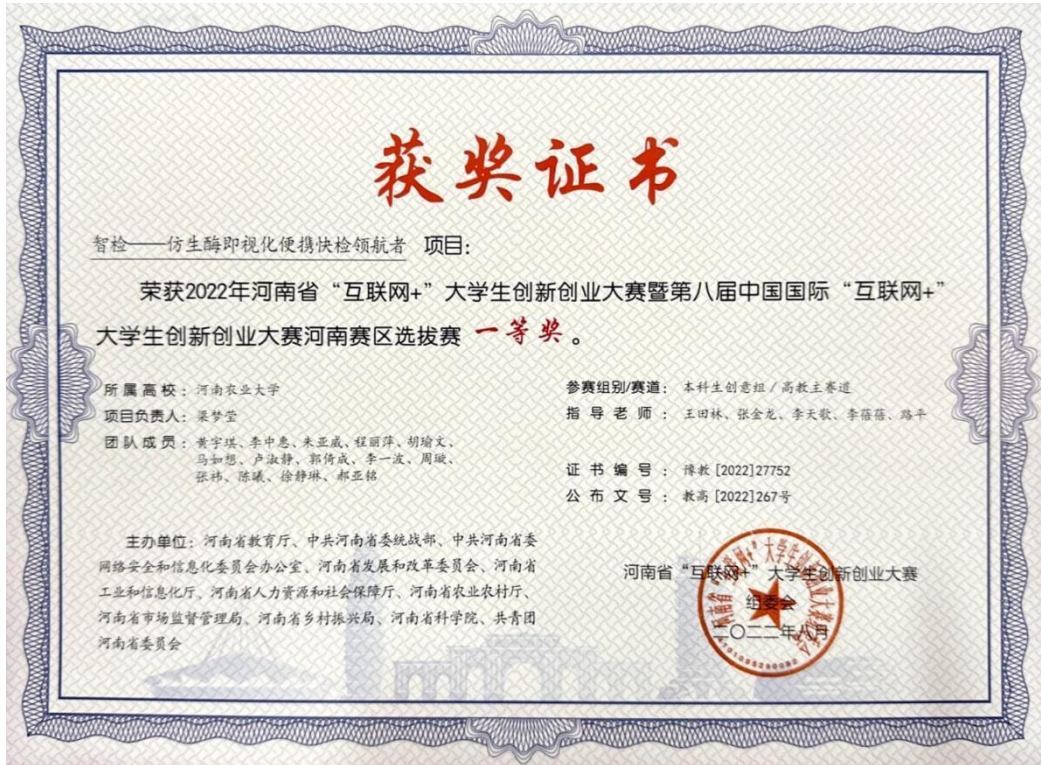 获奖证书
智检——仿生酶即视化便携快检领航者 项目：
荣获2022年河南省“互联网+”大学生创新创业大赛暨第八届中国国际“互联网+”
大学生创新创业大赛河南赛区选拔赛 一等奖 。
所属高校：河南农业大学
项目负责人：梁梦莹
团队成员：黄宇琪、李中惠、朱亚威、程丽萍、胡瑜文、
马如想、卢淑静、郭倚成、李一波、周璇、
张祎、陈曦、徐静琳、郝亚铭
参赛组别/赛道：本科生创意组/高教主赛道
指导老师：王田林、张金龙、李天歌、李蓓蓓、路平
证书编号：豫教[2022]27752
公布文号：教高[2022]267号
主办单位：河南省教育厅、中共河南省委统战部、中共河南省委
网络安全和信息化委员会办公室、河南省发展和改革委员会、河南省
工业和信息化厅、河南省人力资源和社会保障厅、河南省农业农村厅、
河南省市场监督管理局、河南省乡村振兴局、河南省科学院、共青团
河南省委员会
河南省“互联网+”大学生创新创业大赛
组委会
二〇二二年八月